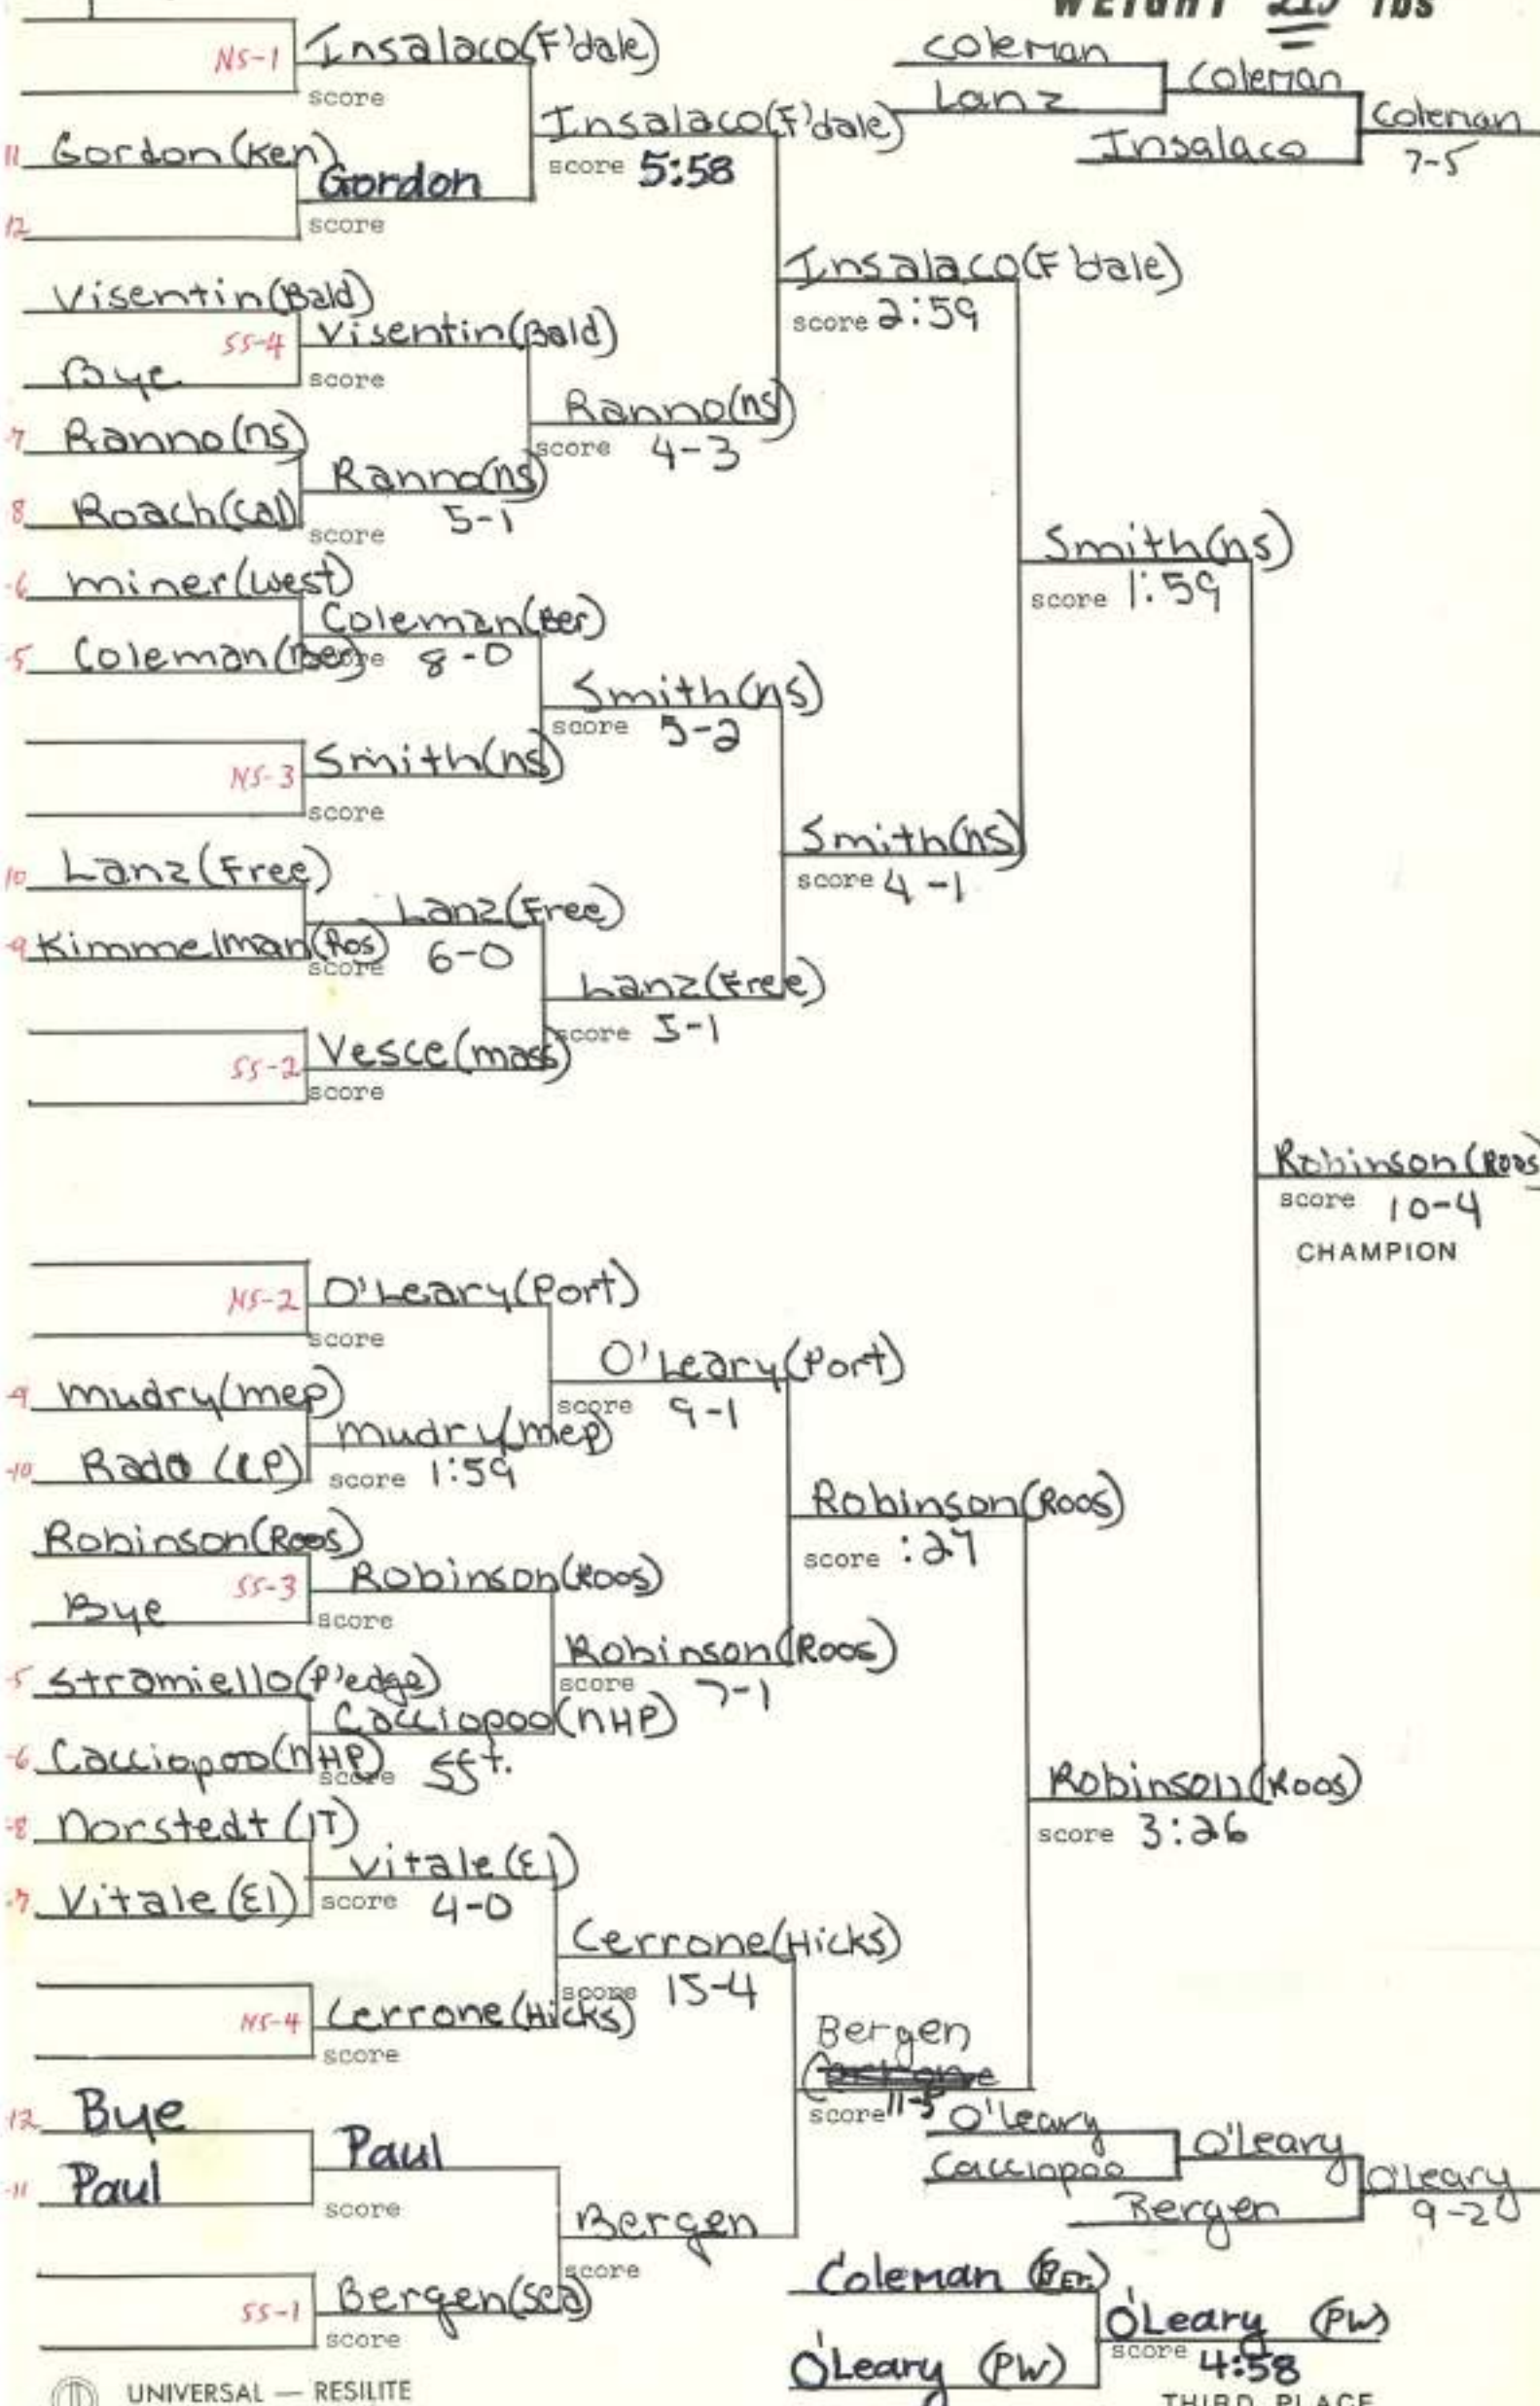 WEIGHT 215 lbs
NS-1 Insalaco(F'dale)
score
11 Gordon(Ken)
Gordon
12
score
Insalaco(F'dale)
score 5:58
Visentin(Bald)
SS-4 Visentin(Bald)
Bye
score
-7 Ranno(ns)
Ranno(ns)
8 Roach(Cal)
score 5-1
Ranno(ns)
score 4-3
Insalaco(F'dale)
score 2:59
-6 miner(West)
Coleman(Ber)
-5 Coleman(Ber)
score 8-0
NS-3 Smith(ns)
score
Smith(ns)
score 5-2
10 Lanz(Free)
Lanz(Free)
-9 Kimmelman(Ros)
score 6-0
SS-2 Vesce(mass)
score
Lanz(Free)
score 5-1
Smith(ns)
score 4-1
Smith(ns)
score 1:59
Coleman
Lanz
Coleman
Insalaco
Coleman
7-5
Robinson(Roos)
score 10-4
CHAMPION
NS-2 O'Leary(Port)
score
-9 mudry(mep)
mudry(mep)
-10 Rado (LP)
score 1:59
O'Leary(Port)
score 9-1
Robinson(Roos)
SS-3 Robinson(Roos)
Bye
score
-5 Stramiello(P'edge)
Cacciopoo(nHP)
-6 Cacciopoo(nHP)
score SSt.
Robinson(Roos)
score 7-1
Robinson(Roos)
score :27
-8 norstedt(IT)
Vitale(El)
-7 Vitale(El)
score 4-0
NS-4 Cerrone(Hicks)
score
Cerrone(Hicks)
score 15-4
-12 Bye
Paul
-11 Paul
score
SS-1 Bergen(Sea)
score
Bergen
score
Bergen
score 11-5
Robinson(Roos)
score 3:26
O'Leary
Cacciopoo
O'Leary
Bergen
O'Leary
9-2
Coleman (Ber.)
O'Leary (PW)
O'Leary (PW)
score 4:58
THIRD PLACE
UNIVERSAL — RESILITE